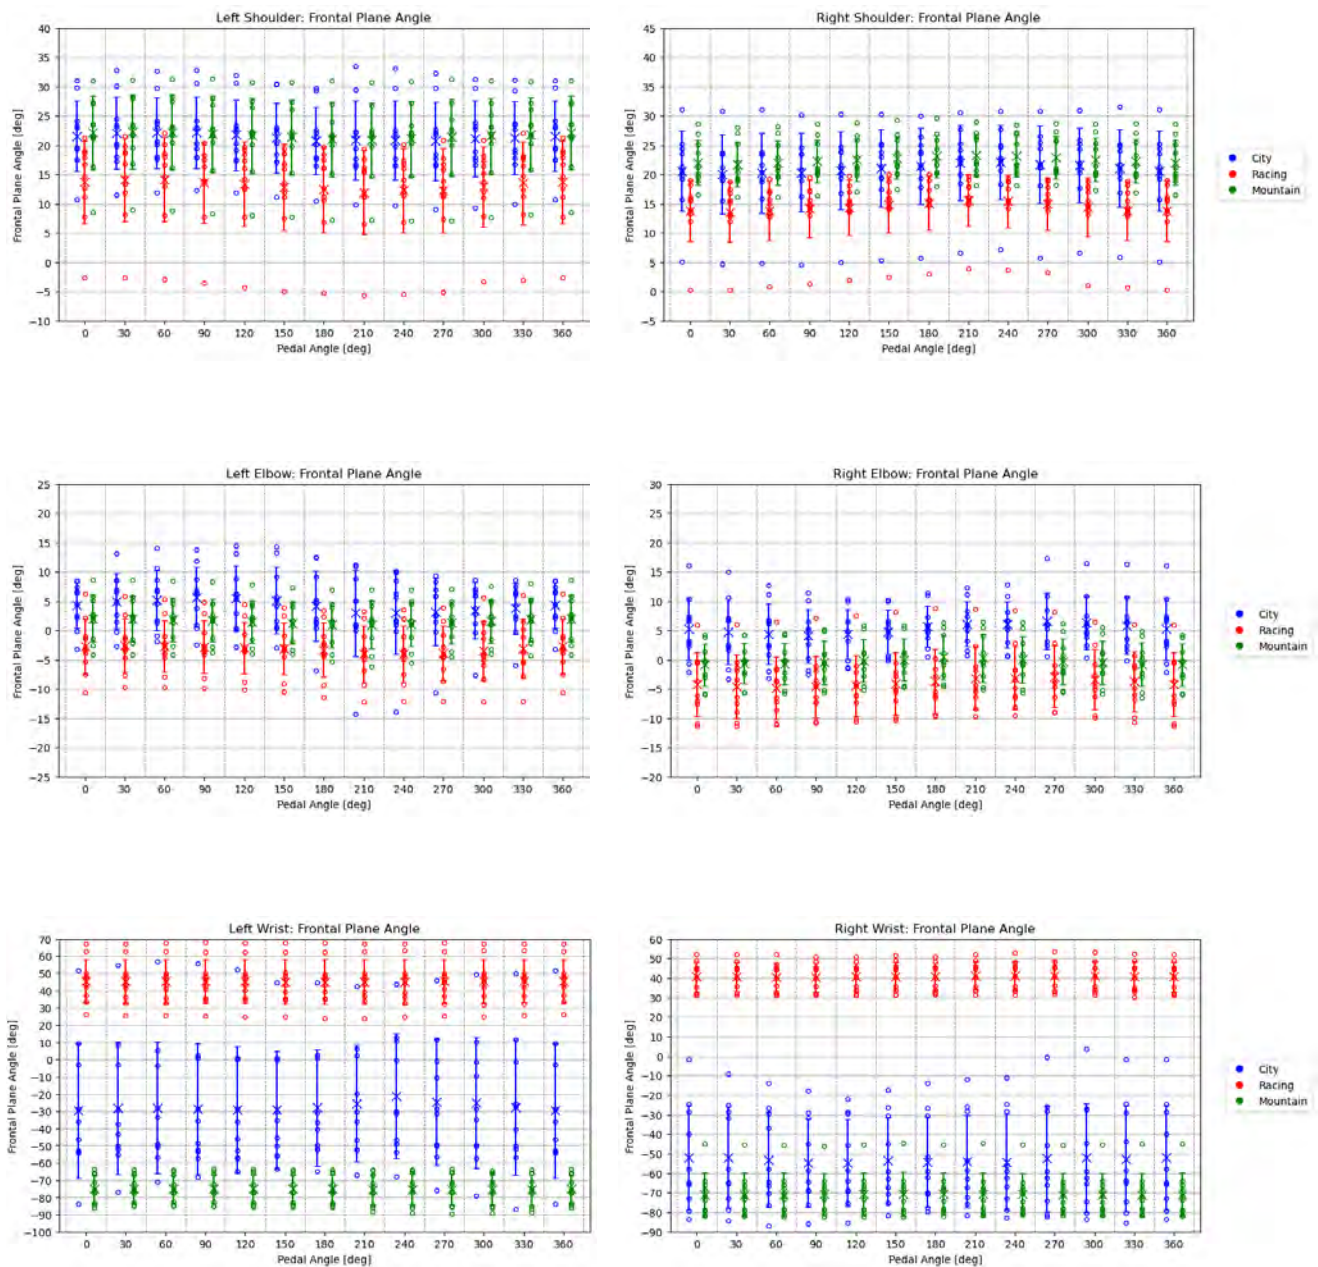 Left Shoulder: Frontal Plane Angle
Frontal Plane Angle [deg]
40
35
30
25
20
15
10
5
0
−5
−10
0 30 60 90 120 150 180 210 240 270 300 330 360
Pedal Angle [deg]
Right Shoulder: Frontal Plane Angle
Frontal Plane Angle [deg]
45
40
35
30
25
20
15
10
5
0
−5
0 30 60 90 120 150 180 210 240 270 300 330 360
Pedal Angle [deg]
City
Racing
Mountain
Left Elbow: Frontal Plane Angle
Frontal Plane Angle [deg]
25
20
15
10
5
0
−5
−10
−15
−20
−25
0 30 60 90 120 150 180 210 240 270 300 330 360
Pedal Angle [deg]
Right Elbow: Frontal Plane Angle
Frontal Plane Angle [deg]
30
25
20
15
10
5
0
−5
−10
−15
−20
0 30 60 90 120 150 180 210 240 270 300 330 360
Pedal Angle [deg]
City
Racing
Mountain
Left Wrist: Frontal Plane Angle
Frontal Plane Angle [deg]
70
60
50
40
30
20
10
0
−10
−20
−30
−40
−50
−60
−70
−80
−90
−100
0 30 60 90 120 150 180 210 240 270 300 330 360
Pedal Angle [deg]
Right Wrist: Frontal Plane Angle
Frontal Plane Angle [deg]
60
50
40
30
20
10
0
−10
−20
−30
−40
−50
−60
−70
−80
−90
0 30 60 90 120 150 180 210 240 270 300 330 360
Pedal Angle [deg]
City
Racing
Mountain